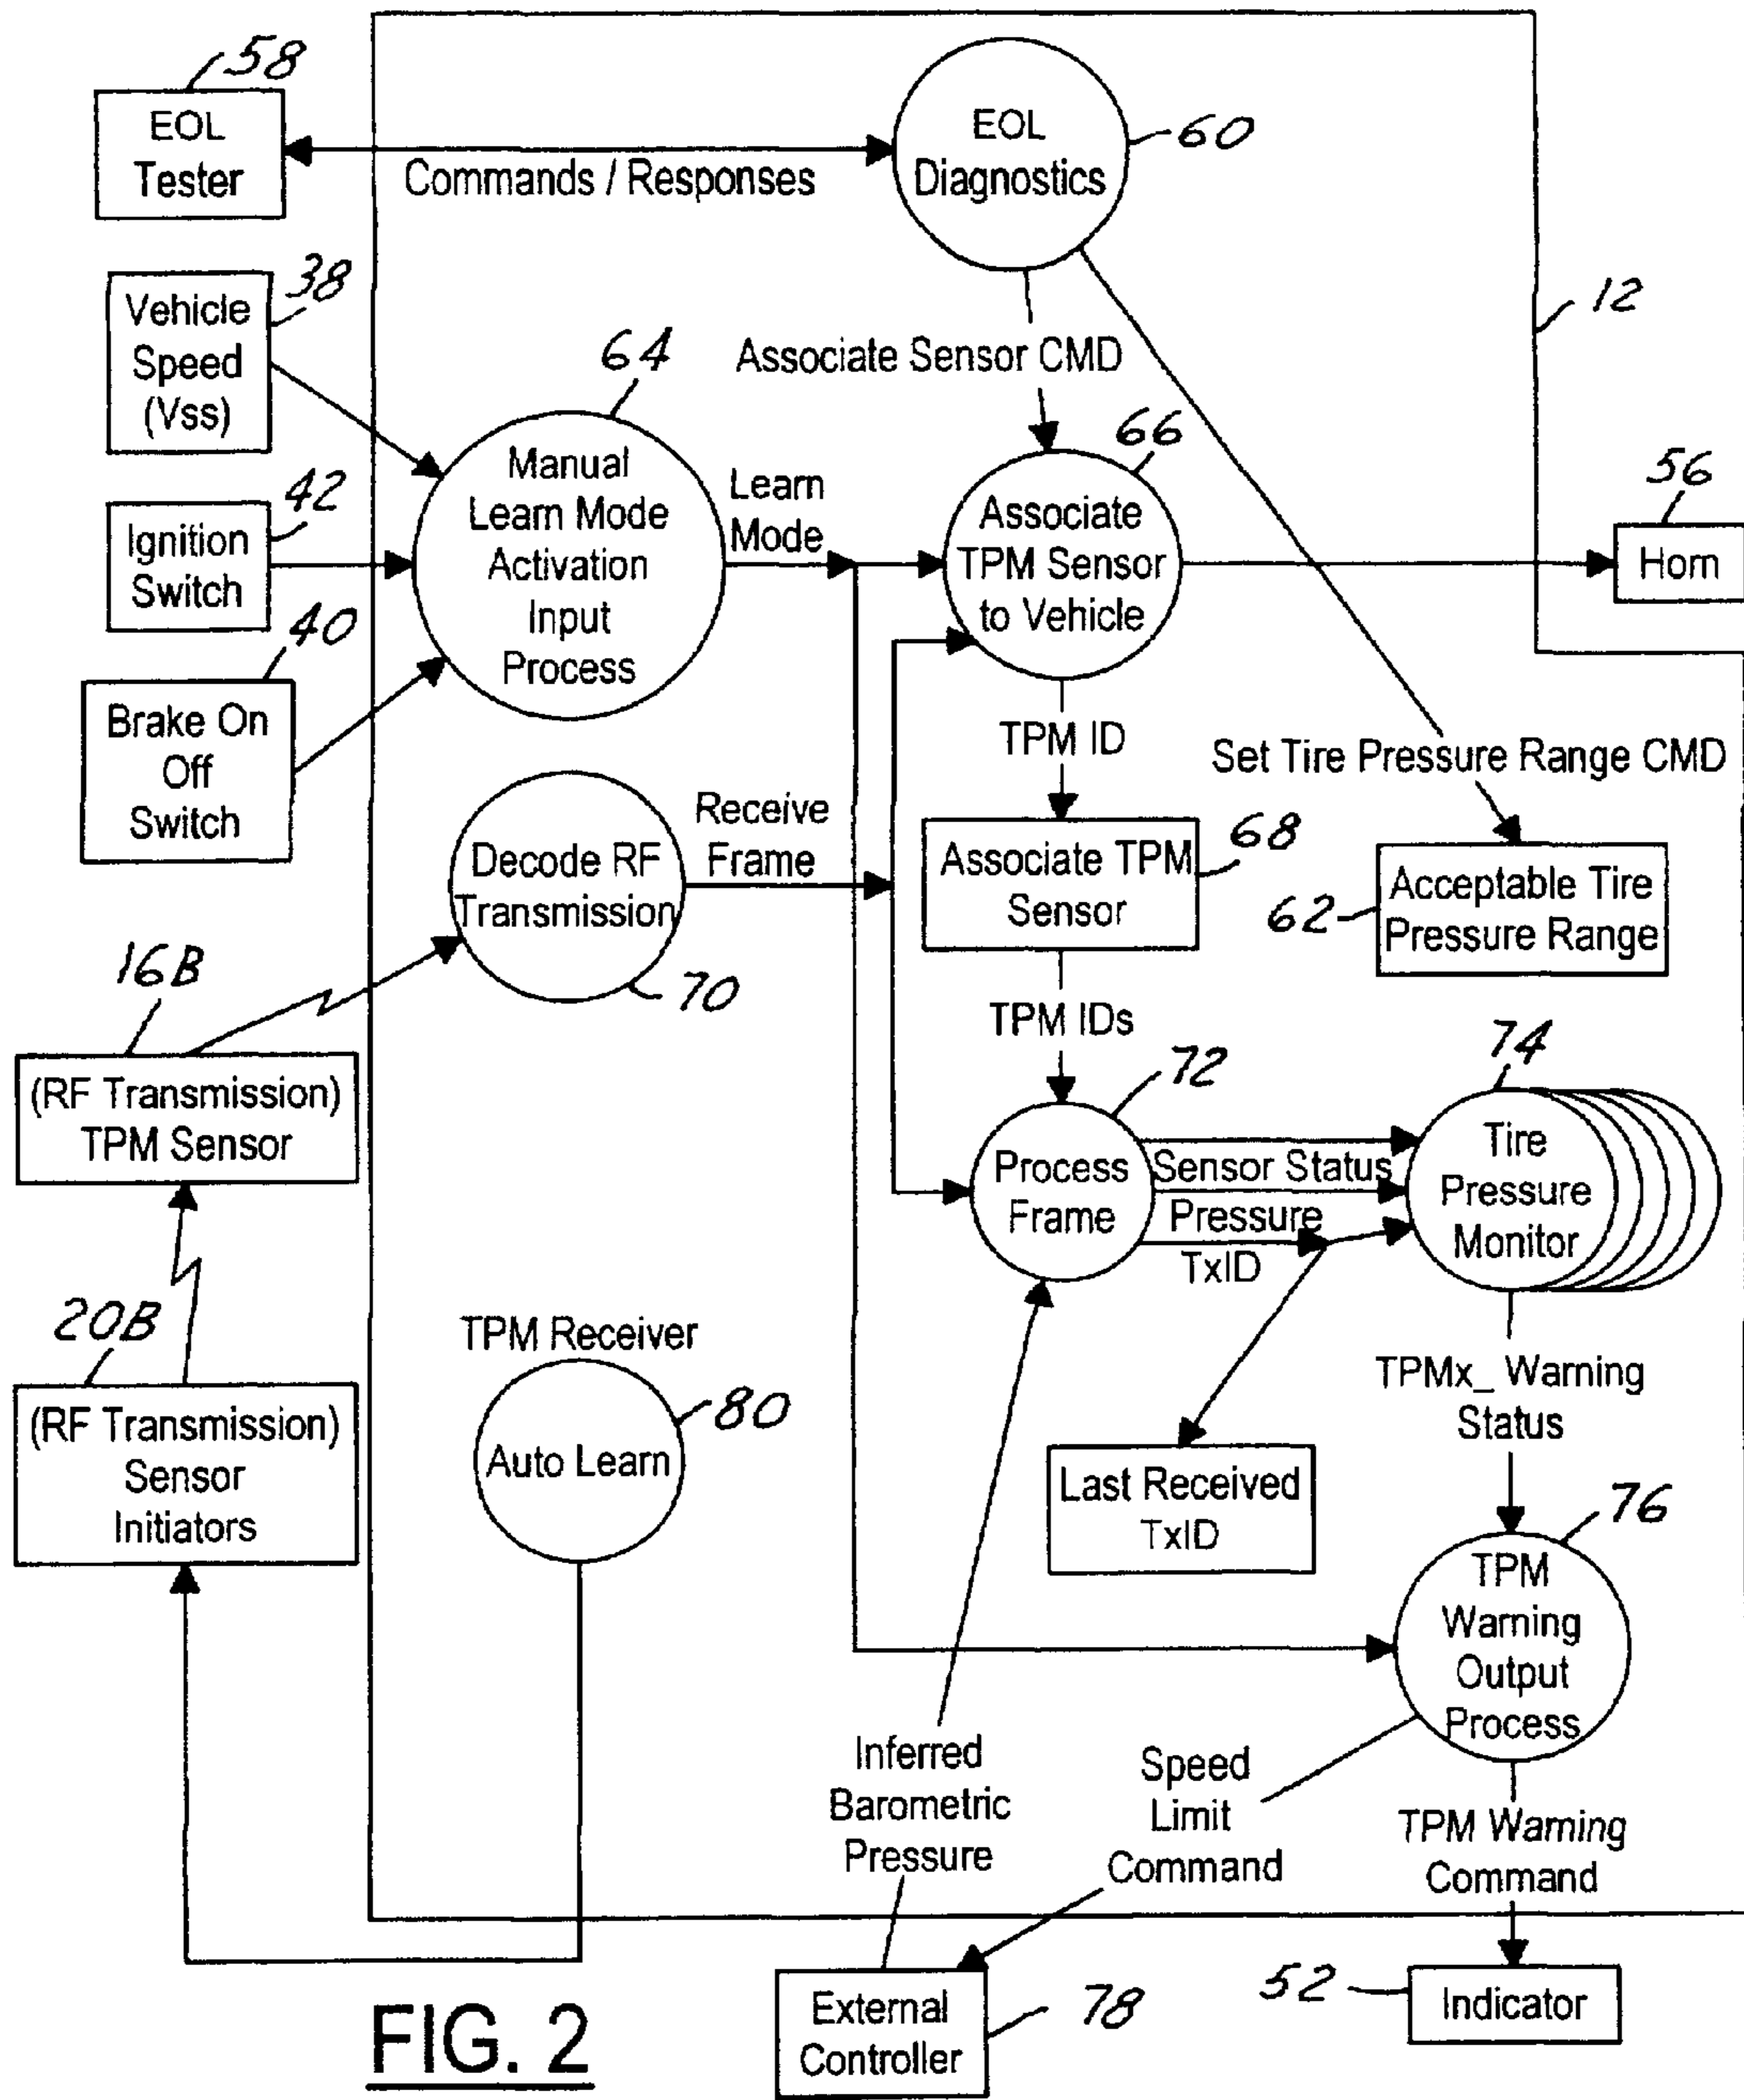 58
EOL
Tester
Commands / Responses
EOL
Diagnostics
60
38
Vehicle
Speed
(Vss)
12
64
Associate Sensor CMD
42
Ignition
Switch
Manual
Learn Mode
Activation
Input
Process
Learn
Mode
66
Associate
TPM Sensor
to Vehicle
56
Horn
40
Brake On
Off
Switch
TPM ID
Set Tire Pressure Range CMD
Decode RF
Transmission
70
Receive
Frame
68
Associate TPM
Sensor
62
Acceptable Tire
Pressure Range
16B
(RF Transmission)
TPM Sensor
TPM IDs
72
Process
Frame
Sensor Status
Pressure
TxID
74
Tire
Pressure
Monitor
20B
(RF Transmission)
Sensor
Initiators
TPM Receiver
80
Auto Learn
TPMx_ Warning
Status
Last Received
TxID
76
TPM
Warning
Output
Process
Inferred
Barometric
Pressure
Speed
Limit
Command
TPM Warning
Command
External
Controller
78
52
Indicator
FIG. 2